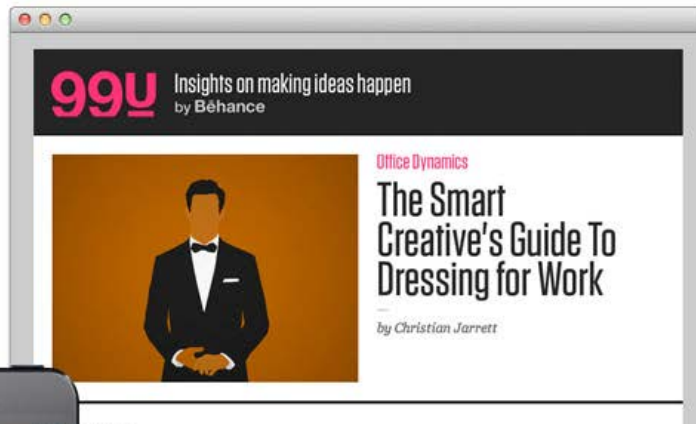 99U
Insights on making ideas happen
by Bēhance
Office Dynamics
The Smart
Creative's Guide To
Dressing for Work
by Christian Jarrett